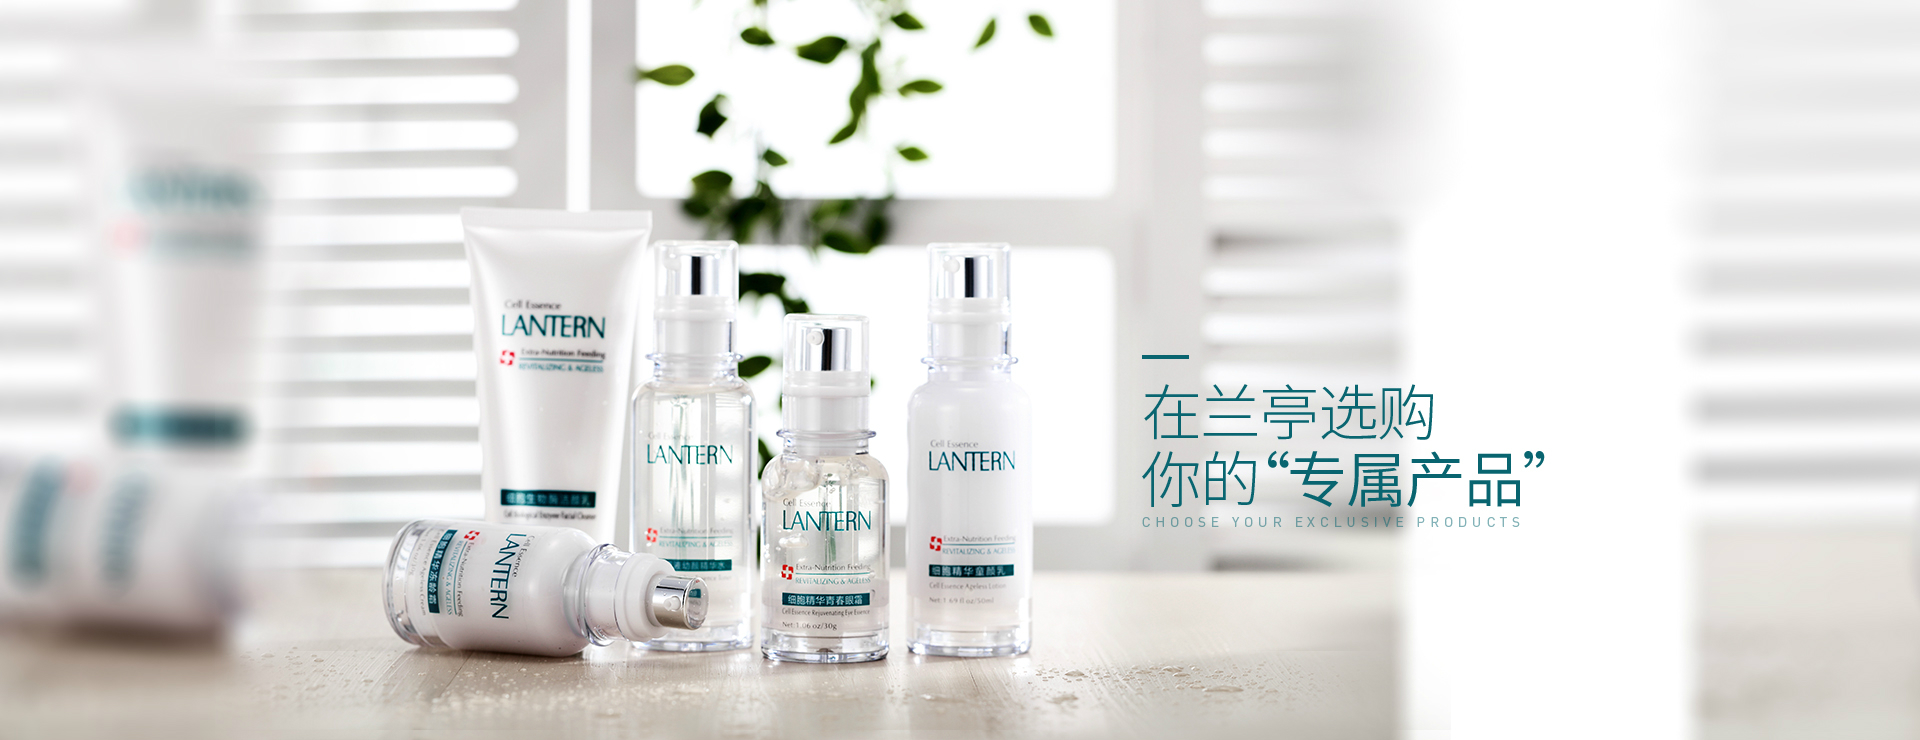 Cell Essence
LANTERN
Extra-Nutrition Feeding
REVITALIZING & AGELESS
细胞生物酶洁颜乳
Cell Biological Enzyme Facial Cleanser
Cell Essence
LANTERN
Extra-Nutrition Feeding
REVITALIZING & AGELESS
Cell Essence
LANTERN
Extra-Nutrition Feeding
REVITALIZING & AGELESS
Cell Essence
LANTERN
Extra-Nutrition Feeding
REVITALIZING & AGELESS
细胞精华青春眼霜
Cell Essence Rejuvenating Eye Essence
Net: 1.06 oz/30g
Cell Essence
LANTERN
Extra-Nutrition Feeding
REVITALIZING & AGELESS
细胞精华童颜乳
Cell Essence Ageless Lotion
Net: 1.69 fl oz/50ml
在兰亭选购
你的“专属产品”
CHOOSE YOUR EXCLUSIVE PRODUCTS